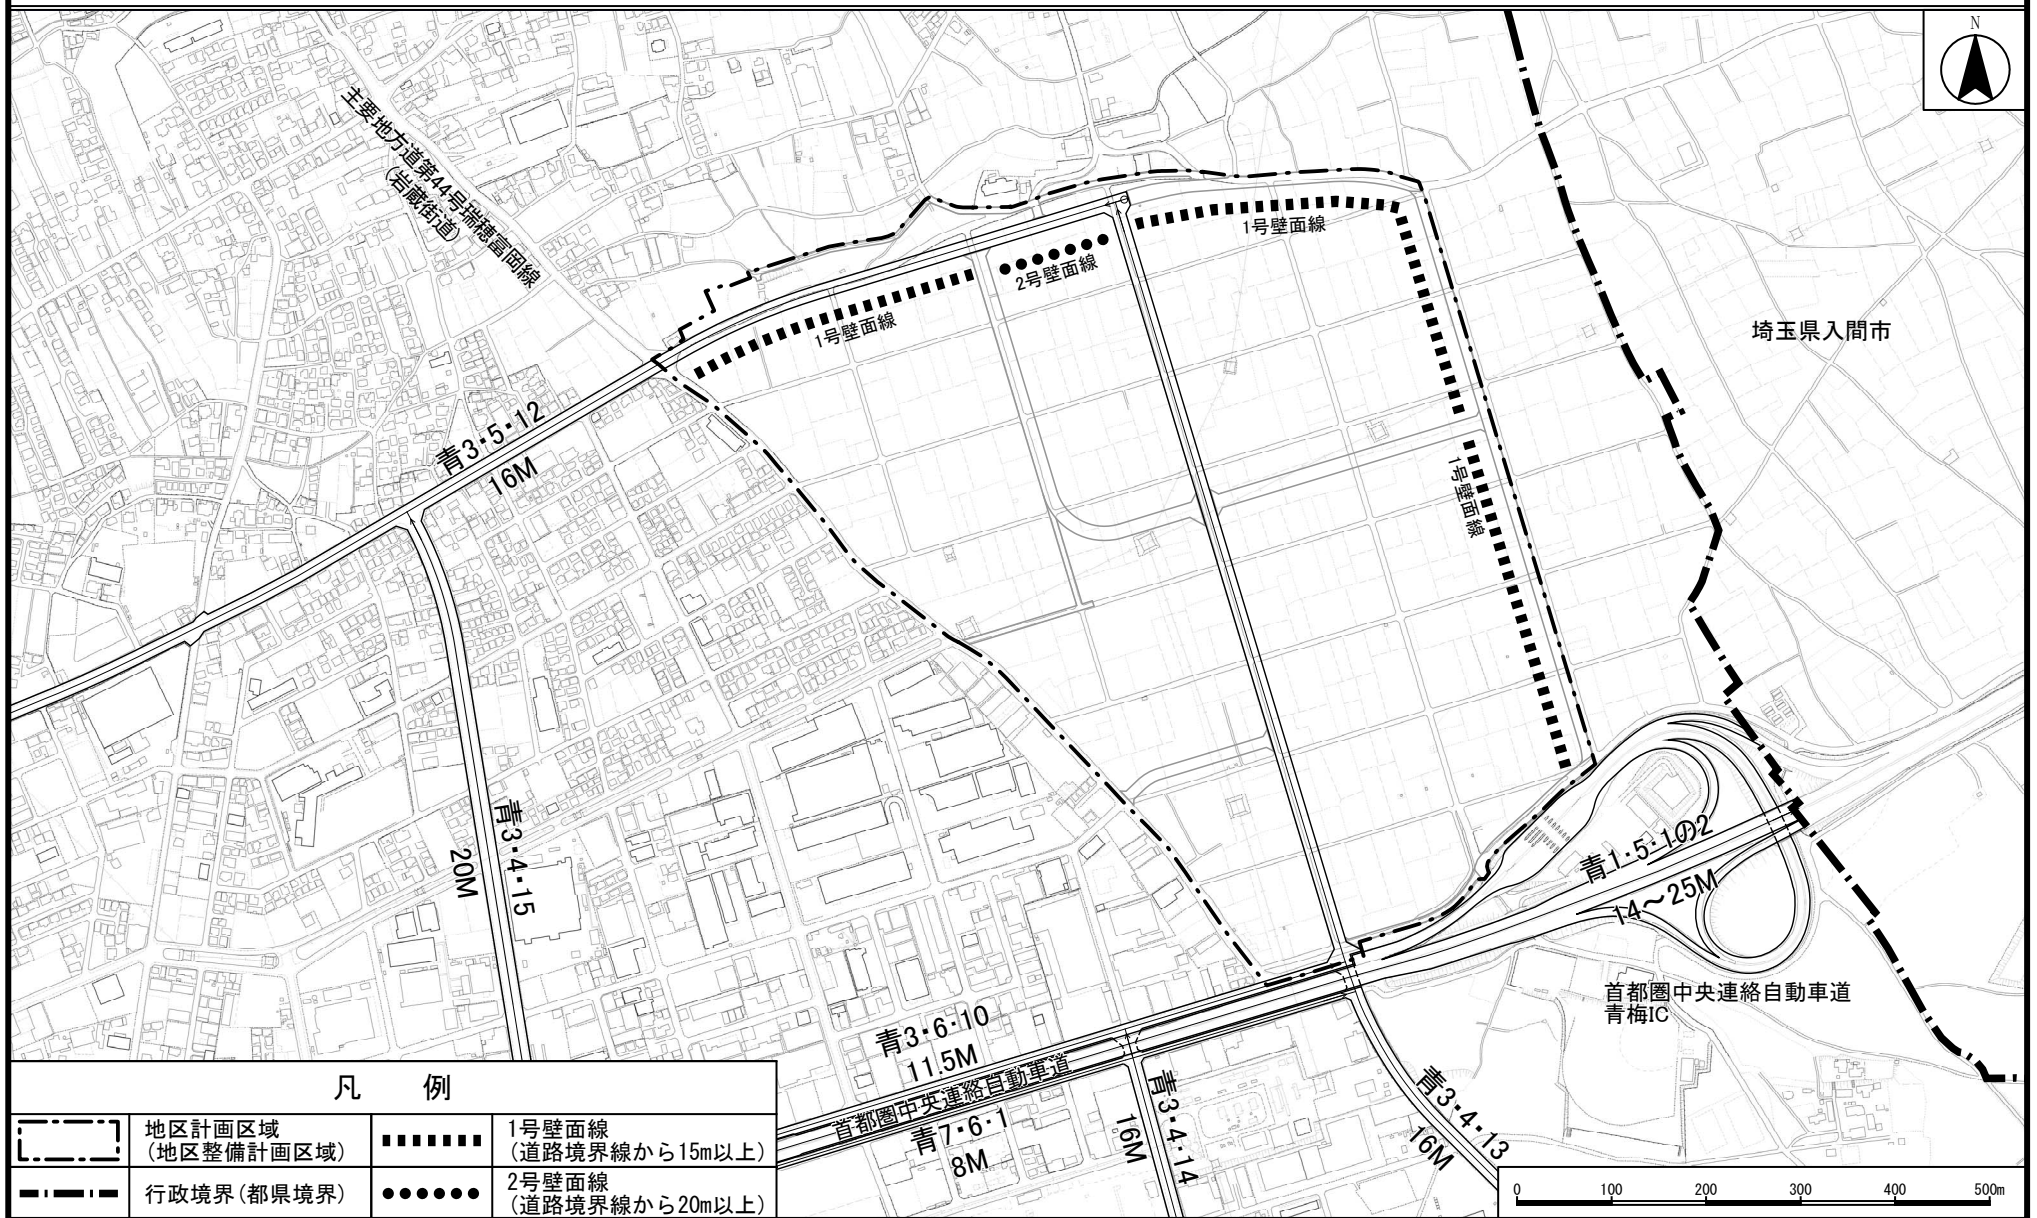 N
主要地方道第44号瑞穂富岡線
(岩蔵街道)
1号壁面線
2号壁面線
1号壁面線
埼玉県入間市
青3・5・12
16M
1号壁面線
青3・4・15
20M
青1・5・1の2
14～25M
首都圏中央連絡自動車道
青梅IC
青3・6・10
11.5M
首都圏中央連絡自動車道
青7・6・1
8M
青3・4・14
16M
青3・4・13
16M
凡 例
地区計画区域
(地区整備計画区域)
1号壁面線
(道路境界線から15m以上)
行政境界(都県境界)
2号壁面線
(道路境界線から20m以上)
0 100 200 300 400 500m